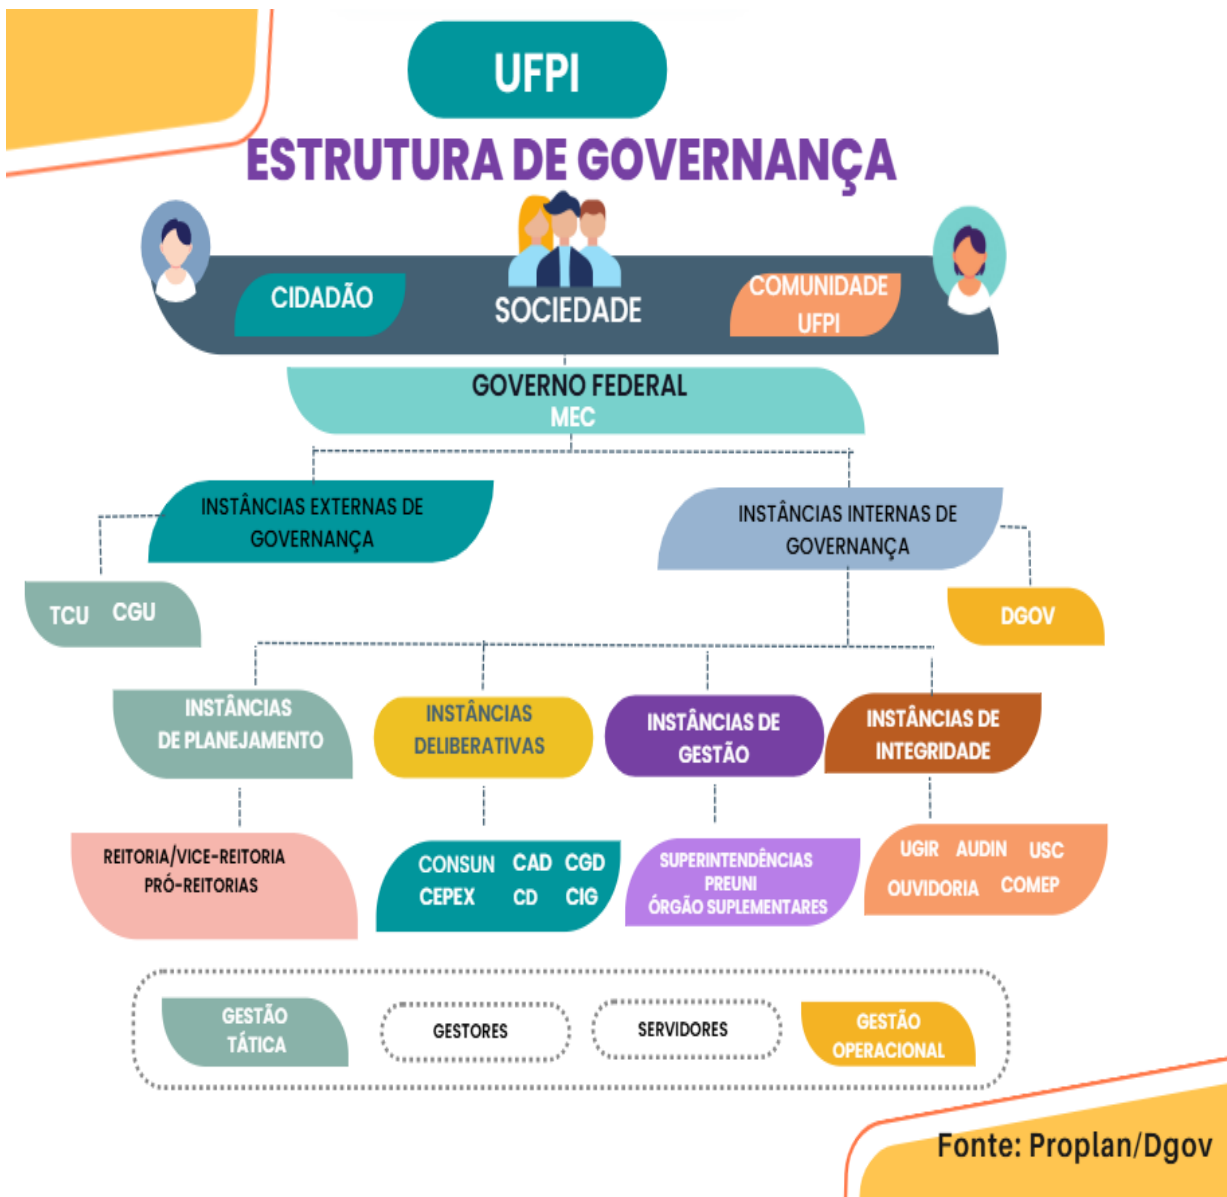 UFPI
ESTRUTURA DE GOVERNANÇA
CIDADÃO
SOCIEDADE
COMUNIDADE
UFPI
GOVERNO FEDERAL
MEC
INSTÂNCIAS EXTERNAS DE
GOVERNANÇA
INSTÂNCIAS INTERNAS DE
GOVERNANÇA
TCU CGU
DGOV
INSTÂNCIAS
DE PLANEJAMENTO
INSTÂNCIAS
DELIBERATIVAS
INSTÂNCIAS DE
GESTÃO
INSTÂNCIAS DE
INTEGRIDADE
REITORIA/VICE-REITORIA
PRÓ-REITORIAS
CONSUN CAD CGD
CEPEX CD CIG
SUPERINTENDÊNCIAS
PREUNI
ÓRGÃO SUPLEMENTARES
UGIR AUDIN USC
OUVIDORIA COMEP
GESTÃO
TÁTICA
GESTORES
SERVIDORES
GESTÃO
OPERACIONAL
Fonte: Proplan/Dgov